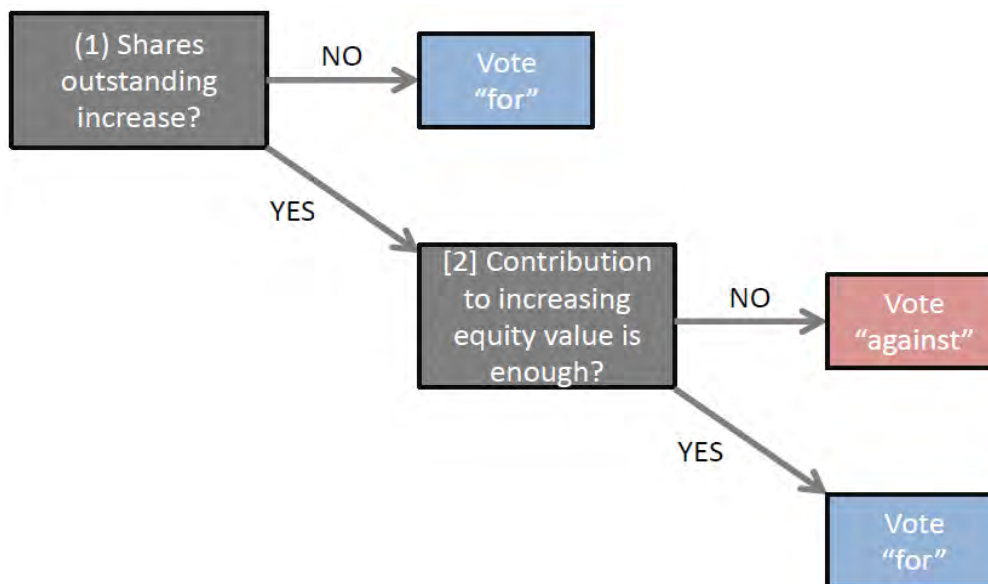 (1) Shares
outstanding
increase?
NO
Vote
“for”
YES
[2] Contribution
to increasing
equity value is
enough?
NO
Vote
“against”
YES
Vote
“for”